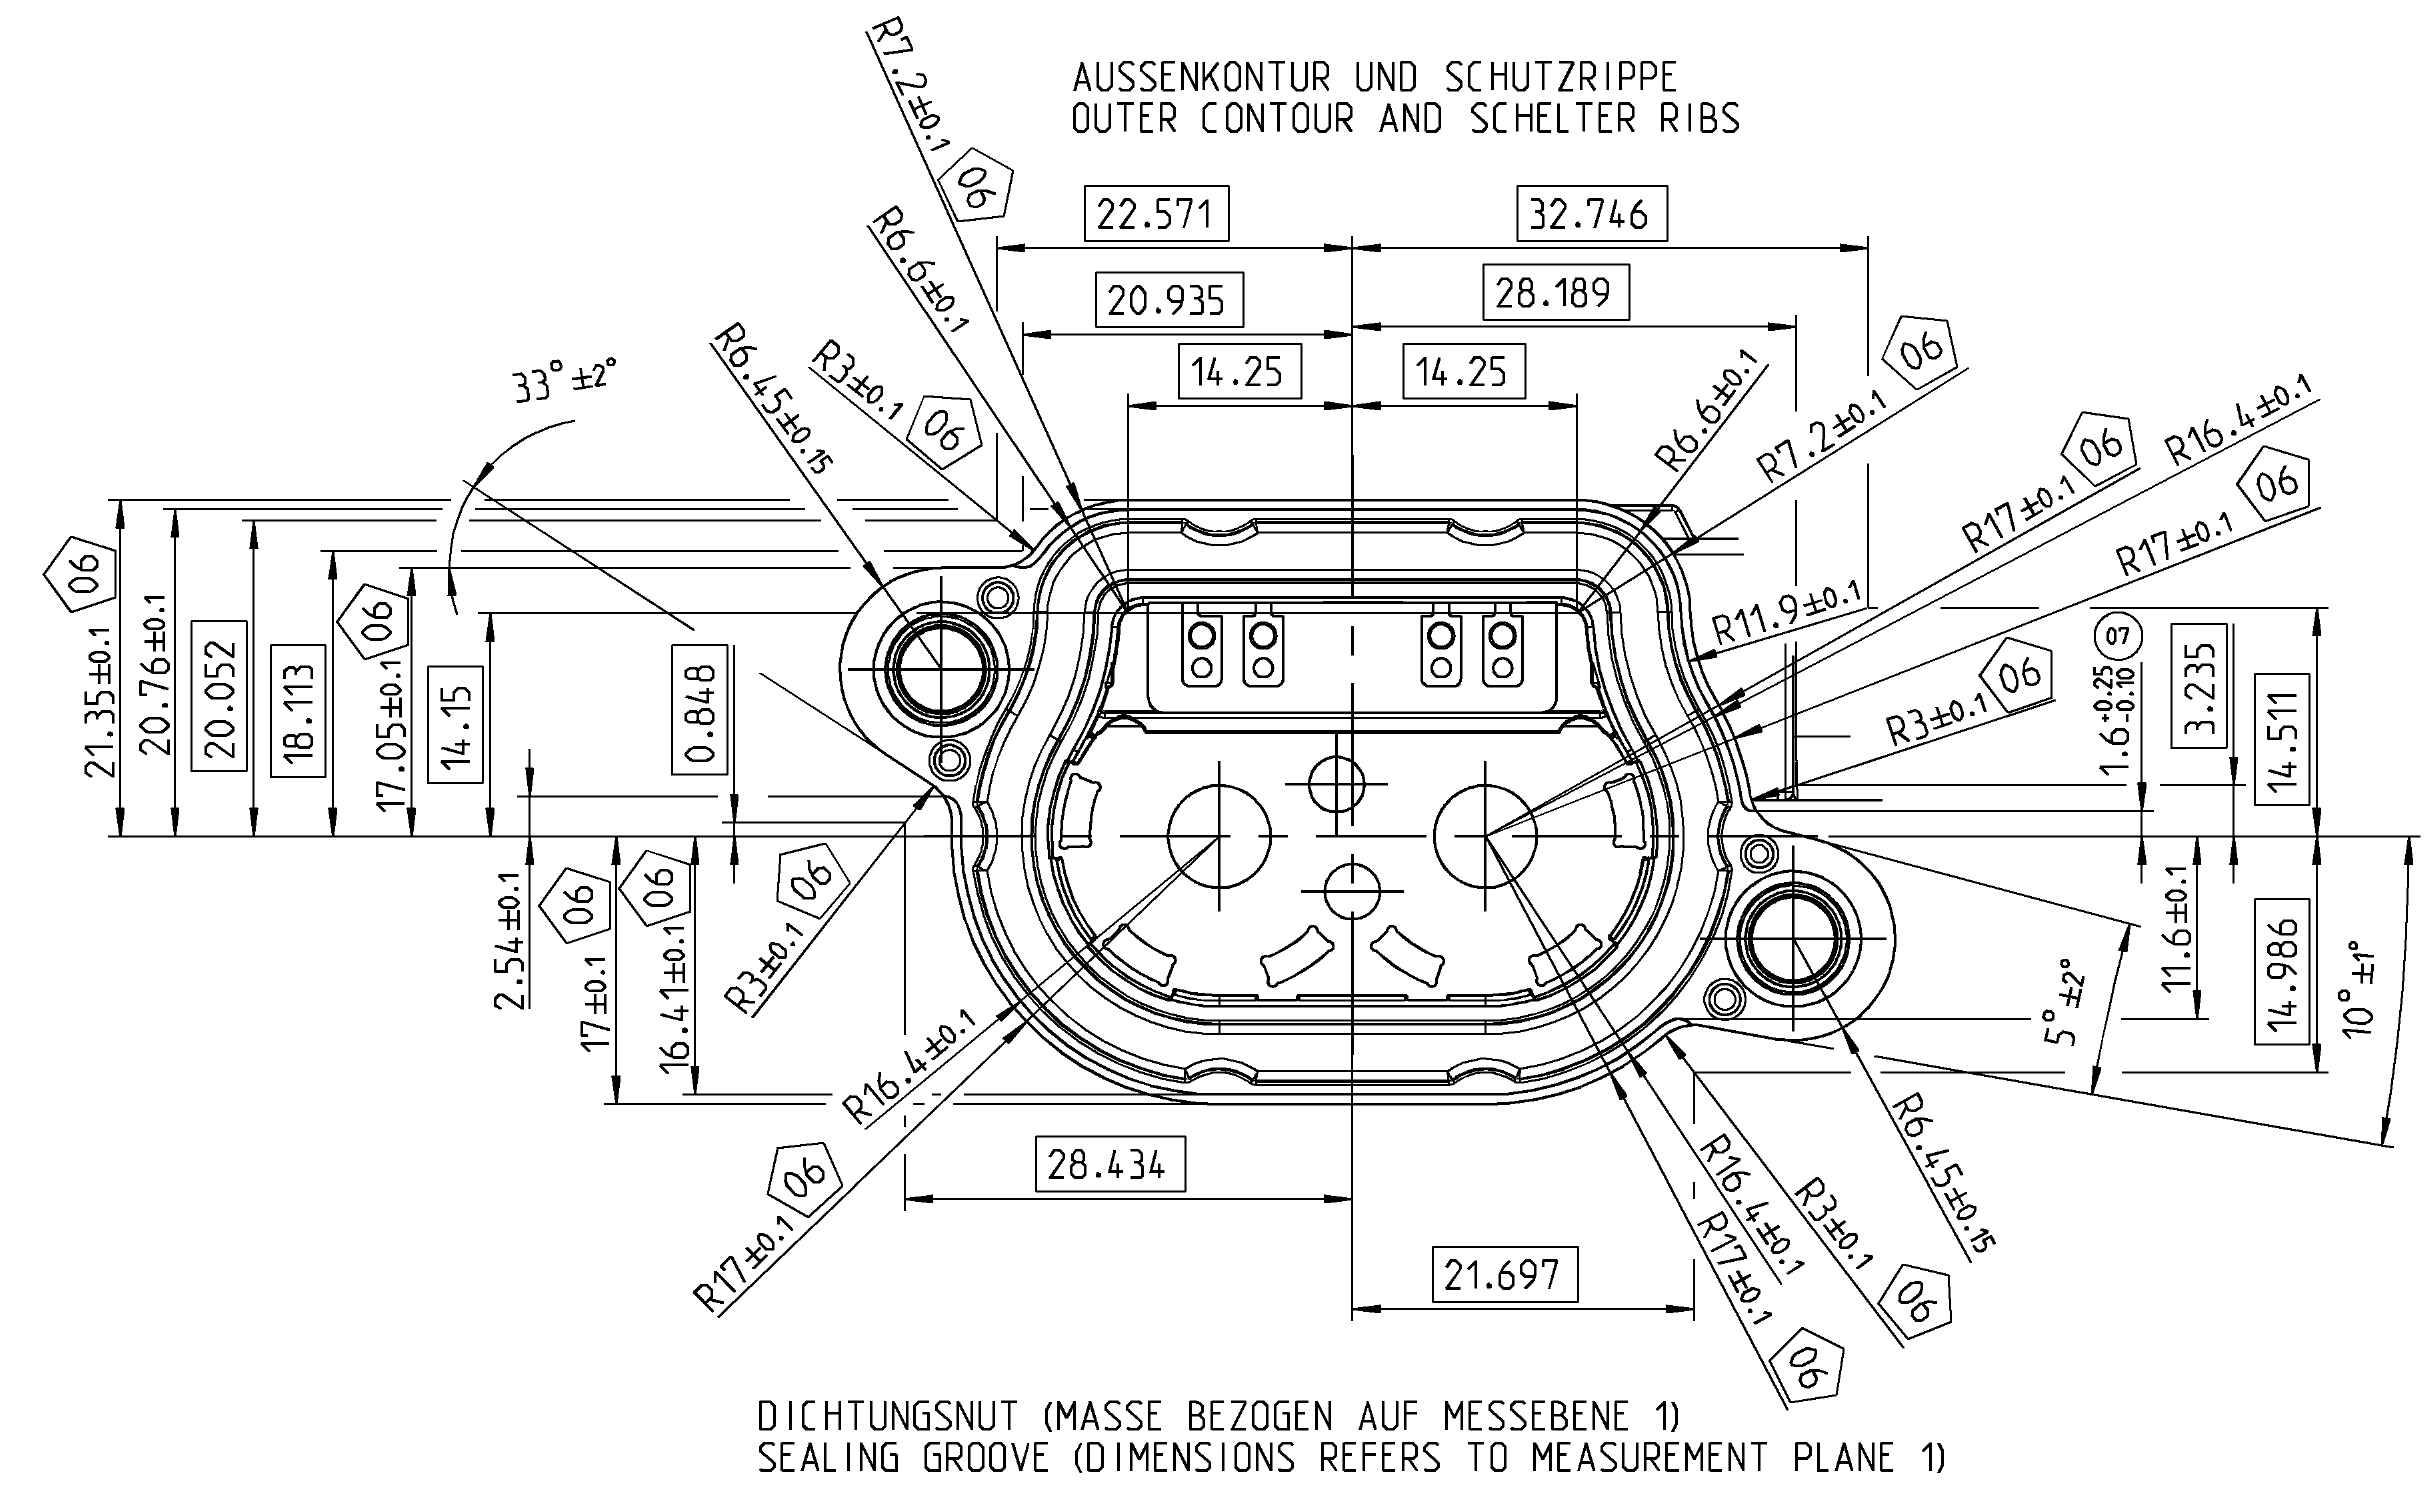 AUSSENKONTUR UND SCHUTZRIPPE
OUTER CONTOUR AND SCHELTER RIBS
R7.2±0.1
06
R6.6±0.1
22.571
32.746
20.935
28.189
14.25
14.25
R6.45±0.15
R3±0.1
06
33°±2°
R6.6±0.1
R7.2±0.1
06
R16.4±0.1
R17±0.1
06
R17±0.1
06
R11.9±0.1
R3±0.1
06
21.35±0.1
06
20.76±0.1
20.052
18.113
17.05±0.1
06
14.15
0.848
1.6+0.25-0.10
07
3.235
14.511
2.54±0.1
17±0.1
06
16.41±0.1
06
R3±0.1
06
11.6±0.1
14.986
5°±2°
10°±1°
R16.4±0.1
R17±0.1
06
28.434
21.697
R16.4±0.1
R17±0.1
06
R3±0.1
06
R6.45±0.15
DICHTUNGSNUT (MASSE BEZOGEN AUF MESSEBENE 1)
SEALING GROOVE (DIMENSIONS REFERS TO MEASUREMENT PLANE 1)